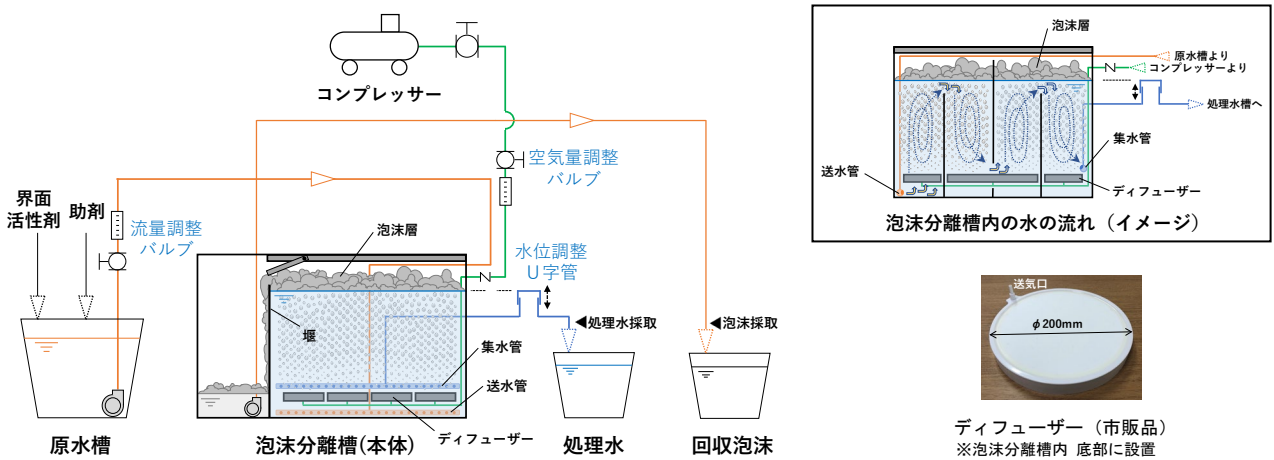 コンプレッサー
空気量調整
バルブ
界面
活性剤
助剤
流量調整
バルブ
泡沫層
水位調整
U字管
堰
◀処理水採取
◀泡沫採取
集水管
送水管
ディフューザー
原水槽
泡沫分離槽(本体)
処理水
回収泡沫
泡沫層
原水槽より
コンプレッサーより
処理水槽へ
集水管
送水管
ディフューザー
泡沫分離槽内の水の流れ（イメージ）
送気口
φ200mm
ディフューザー（市販品）
※泡沫分離槽内 底部に設置